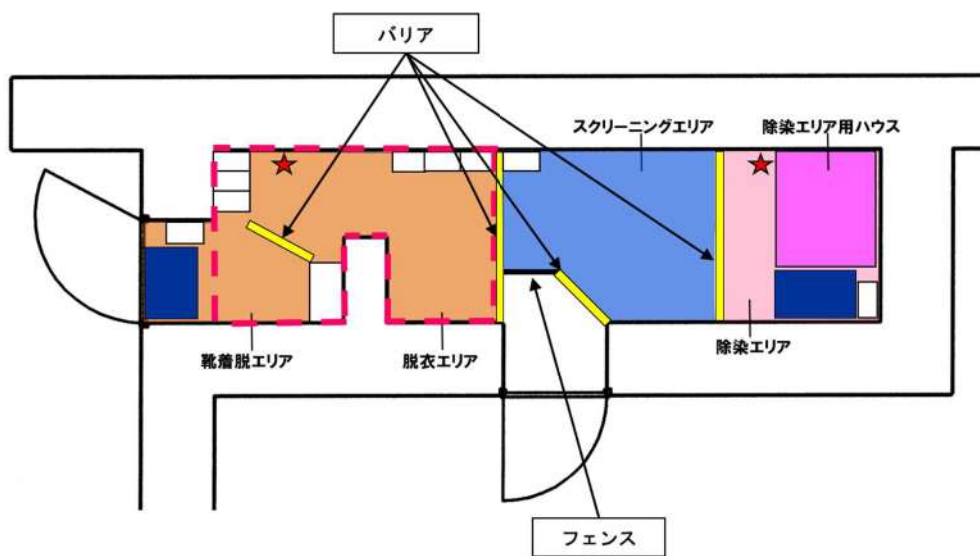 バリア
スクリーニングエリア
除染エリア用ハウス
靴着脱エリア
脱衣エリア
除染エリア
フェンス